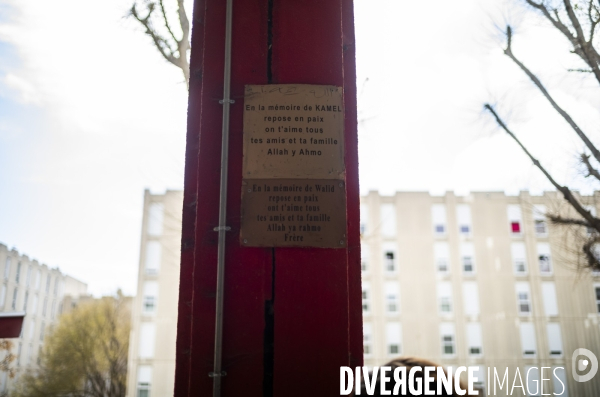 En la mémoire de KAMEL
repose en paix
on t'aime tous
tes amis et ta famille
Allah y Ahmo
En la mémoire de Walid
repose en paix
ont t'aime tous
tes amis et ta famille
Allah ya rahmo
Frère
DIVERGENCE IMAGES